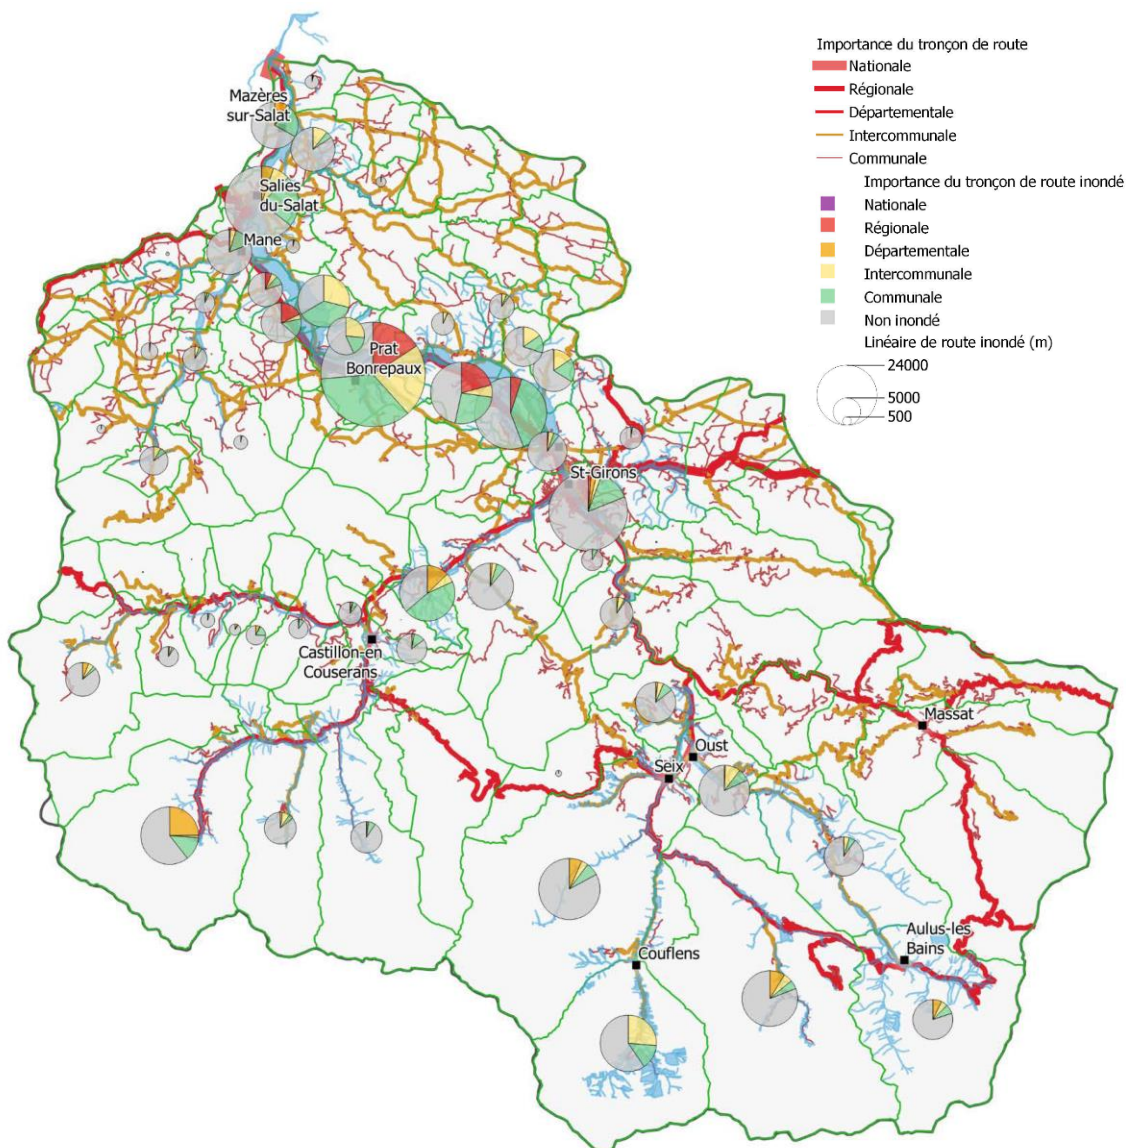 Importance du tronçon de route
Nationale
Régionale
Départementale
Intercommunale
Communale
Importance du tronçon de route inondé
Nationale
Régionale
Départementale
Intercommunale
Communale
Non inondé
Linéaire de route inondé (m)
24000
5000
500
Mazères
sur-Salat
Salies
du-Salat
Mane
Prat
Bonrepaux
St-Girons
Castillon-en
Couserans
Massat
Oust
Seix
Aulus-les
Bains
Couflens